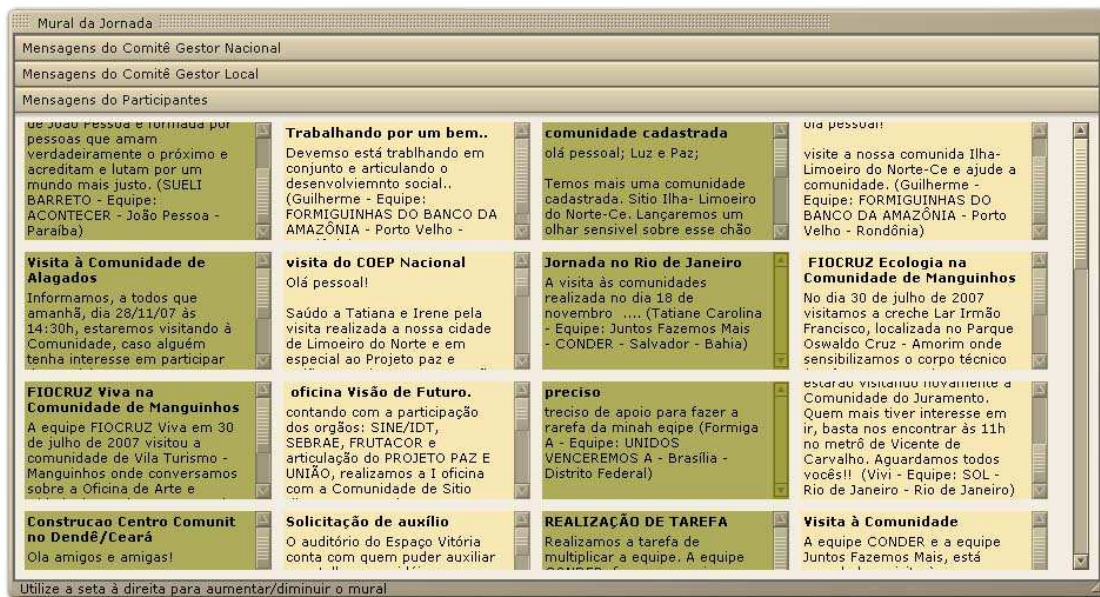 Mural da Jornada
Mensagens do Comitê Gestor Nacional
Mensagens do Comitê Gestor Local
Mensagens do Participantes
de João Pessoa é formada por
pessoas que amam
verdadeiramente o próximo e
acreditam e lutam por um
mundo mais justo. (SUELI
BARRETO - Equipe:
ACONTECER - João Pessoa -
Paraíba)
Trabalhando por um bem..
Devemso está trablhando em
conjunto e articulando o
desenvolviemnto social..
(Guilherme - Equipe:
FORMIGUINHAS DO BANCO DA
AMAZÔNIA - Porto Velho -
comunidade cadastrada
olá pessoal; Luz e Paz;
Temos mais uma comunidade
cadastrada. Sitio Ilha- Limoeiro
do Norte-Ce. Lançaremos um
olhar sensivel sobre esse chão
olá pessoal!
visite a nossa comunida Ilha-
Limoeiro do Norte-Ce e ajude a
comunidade. (Guilherme -
Equipe: FORMIGUINHAS DO
BANCO DA AMAZÔNIA - Porto
Velho - Rondônia)
Visita à Comunidade de
Alagados
Informamos, a todos que
amanhã, dia 28/11/07 às
14:30h, estaremos visitando à
Comunidade, caso alguém
tenha interesse em participar
visita do COEP Nacional
Olá pessoal!
Saúdo a Tatiana e Irene pela
visita realizada a nossa cidade
de Limoeiro do Norte e em
especial ao Projeto paz e
Jornada no Rio de Janeiro
A visita às comunidades
realizada no dia 18 de
novembro .... (Tatiane Carolina
- Equipe: Juntos Fazemos Mais
- CONDER - Salvador - Bahia)
FIOCRUZ Ecologia na
Comunidade de Manguinhos
No dia 30 de julho de 2007
visitamos a creche Lar Irmão
Francisco, localizada no Parque
Oswaldo Cruz - Amorim onde
sensibilizamos o corpo técnico
FIOCRUZ Viva na
Comunidade de Manguinhos
A equipe FIOCRUZ Viva em 30
de julho de 2007 visitou a
comunidade de Vila Turismo -
Manguinhos onde conversamos
sobre a Oficina de Arte e
oficina Visão de Futuro.
contando com a participação
dos orgãos: SINE/IDT,
SEBRAE, FRUTACOR e
articulação do PROJETO PAZ E
UNIÃO, realizamos a I oficina
com a Comunidade de Sitio
preciso
treciso de apoio para fazer a
rarefa da minah eqipe (Formiga
A - Equipe: UNIDOS
VENCEREMOS A - Brasília -
Distrito Federal)
estarão visitando novamente a
Comunidade do Juramento.
Quem mais tiver interesse em
ir, basta nos encontrar às 11h
no metrô de Vicente de
Carvalho. Aguardamos todos
vocês!! (Vivi - Equipe: SOL -
Rio de Janeiro - Rio de Janeiro)
Construcao Centro Comunit
no Dendê/Ceará
Ola amigos e amigas!
Solicitação de auxílio
O auditório do Espaço Vitória
conta com quem puder auxiliar
REALIZAÇÃO DE TAREFA
Realizamos a tarefa de
multiplicar a equipe. A equipe
Visita à Comunidade
A equipe CONDER e a equipe
Juntos Fazemos Mais, está
Utilize a seta à direita para aumentar/diminuir o mural